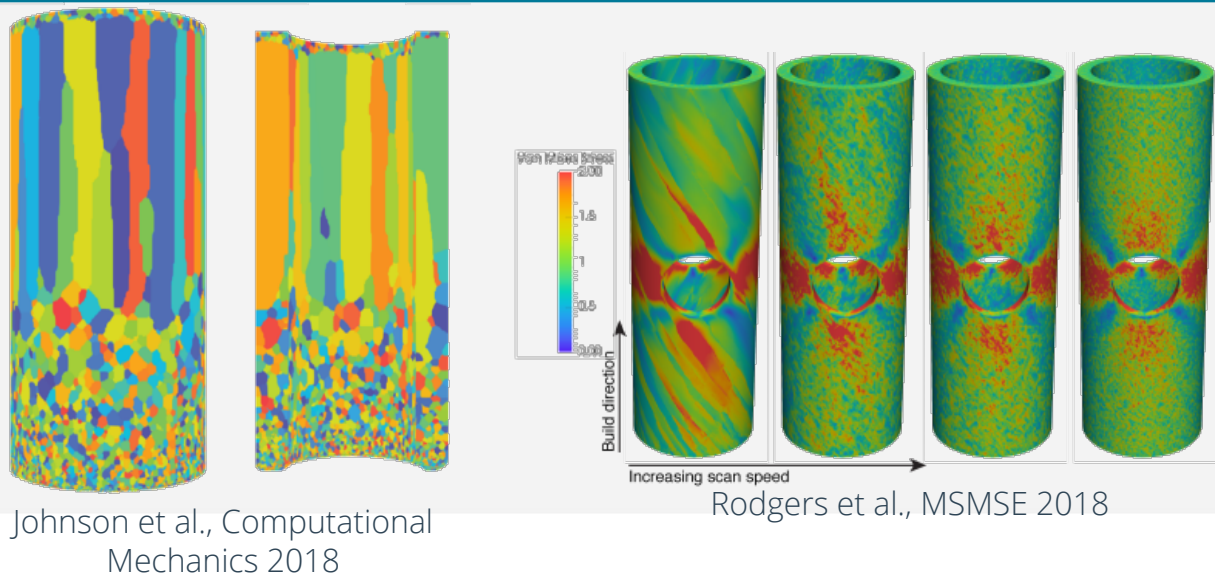 Von Mises Stress
2.00
1.5
1
0.5
0.00
Build direction
Increasing scan speed
Johnson et al., Computational
Mechanics 2018
Rodgers et al., MSMSE 2018